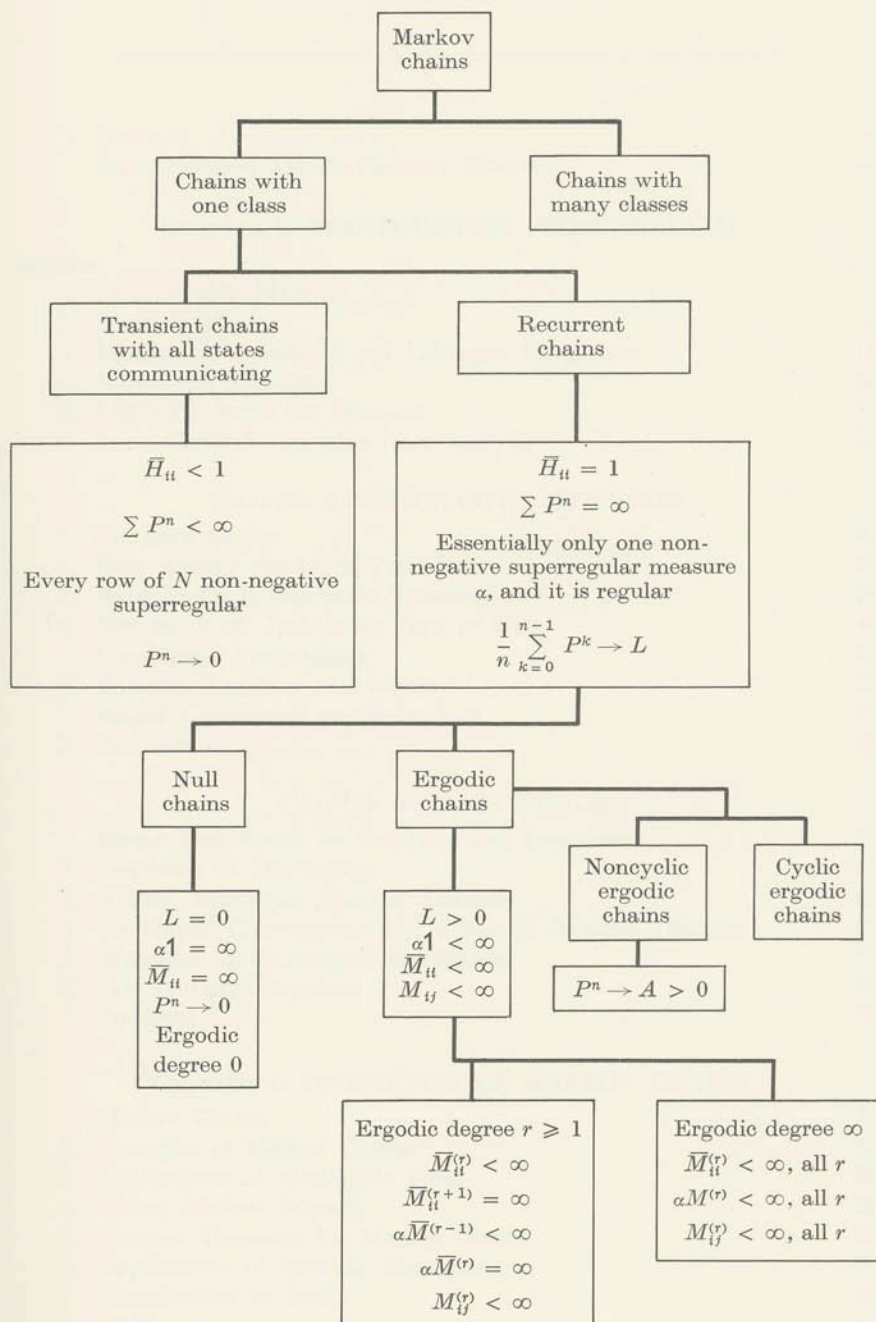 Markov
chains
Chains with
one class
Chains with
many classes
Transient chains
with all states
communicating
Recurrent
chains
H̅ᵢᵢ < 1
∑ Pⁿ < ∞
Every row of N non-negative
superregular
Pⁿ → 0
H̅ᵢᵢ = 1
∑ Pⁿ = ∞
Essentially only one non-
negative superregular measure
α, and it is regular
1/n ∑_{k=0}^{n-1} Pᵏ → L
Null
chains
Ergodic
chains
Noncyclic
ergodic
chains
Cyclic
ergodic
chains
L = 0
α1 = ∞
M̅ᵢᵢ = ∞
Pⁿ → 0
Ergodic
degree 0
L > 0
α1 < ∞
M̅ᵢᵢ < ∞
Mᵢⱼ < ∞
Pⁿ → A > 0
Ergodic degree r ⩾ 1
M̅ᵢᵢ^{(r)} < ∞
M̅ᵢᵢ^{(r+1)} = ∞
αM̅^{(r-1)} < ∞
αM̅^{(r)} = ∞
Mᵢⱼ^{(r)} < ∞
Ergodic degree ∞
M̅ᵢᵢ^{(r)} < ∞, all r
αM^{(r)} < ∞, all r
Mᵢⱼ^{(r)} < ∞, all r